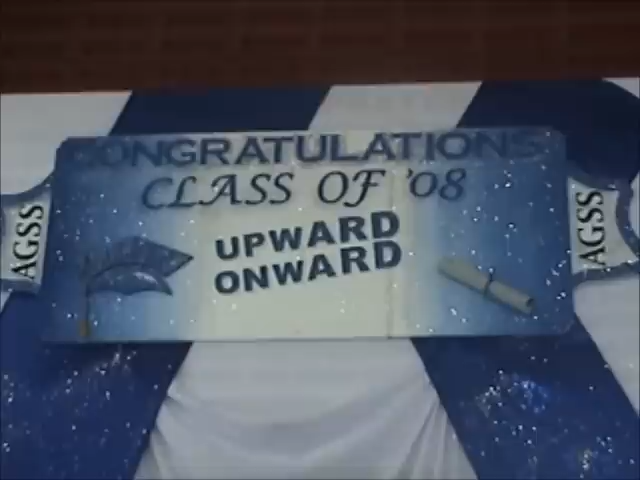 CONGRATULATIONS
CLASS OF '08
UPWARD
ONWARD
AGSS
AGSS